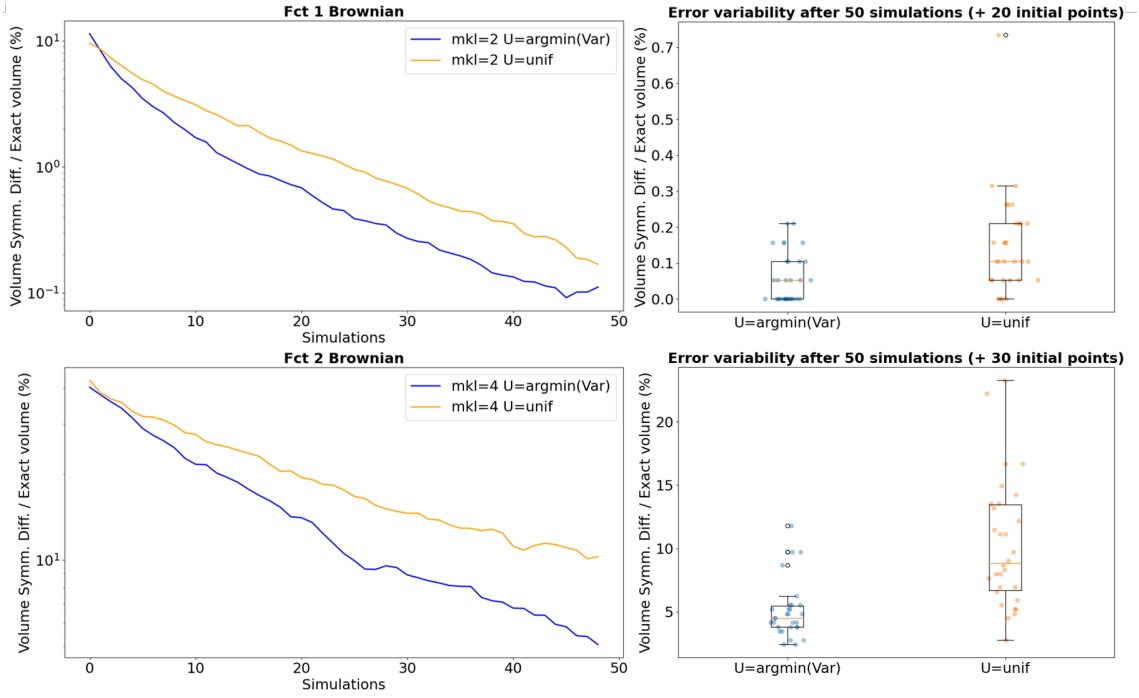 Fct 1 Brownian
Volume Symm. Diff. / Exact volume (%)
10¹
10⁰
10⁻¹
mkl=2 U=argmin(Var)
mkl=2 U=unif
0 10 20 30 40 50
Simulations
Error variability after 50 simulations (+ 20 initial points)
Volume Symm. Diff. / Exact volume (%)
0.7
0.6
0.5
0.4
0.3
0.2
0.1
0.0
U=argmin(Var) U=unif
Fct 2 Brownian
Volume Symm. Diff. / Exact volume (%)
10¹
mkl=4 U=argmin(Var)
mkl=4 U=unif
0 10 20 30 40 50
Simulations
Error variability after 50 simulations (+ 30 initial points)
Volume Symm. Diff. / Exact volume (%)
20
15
10
5
U=argmin(Var) U=unif